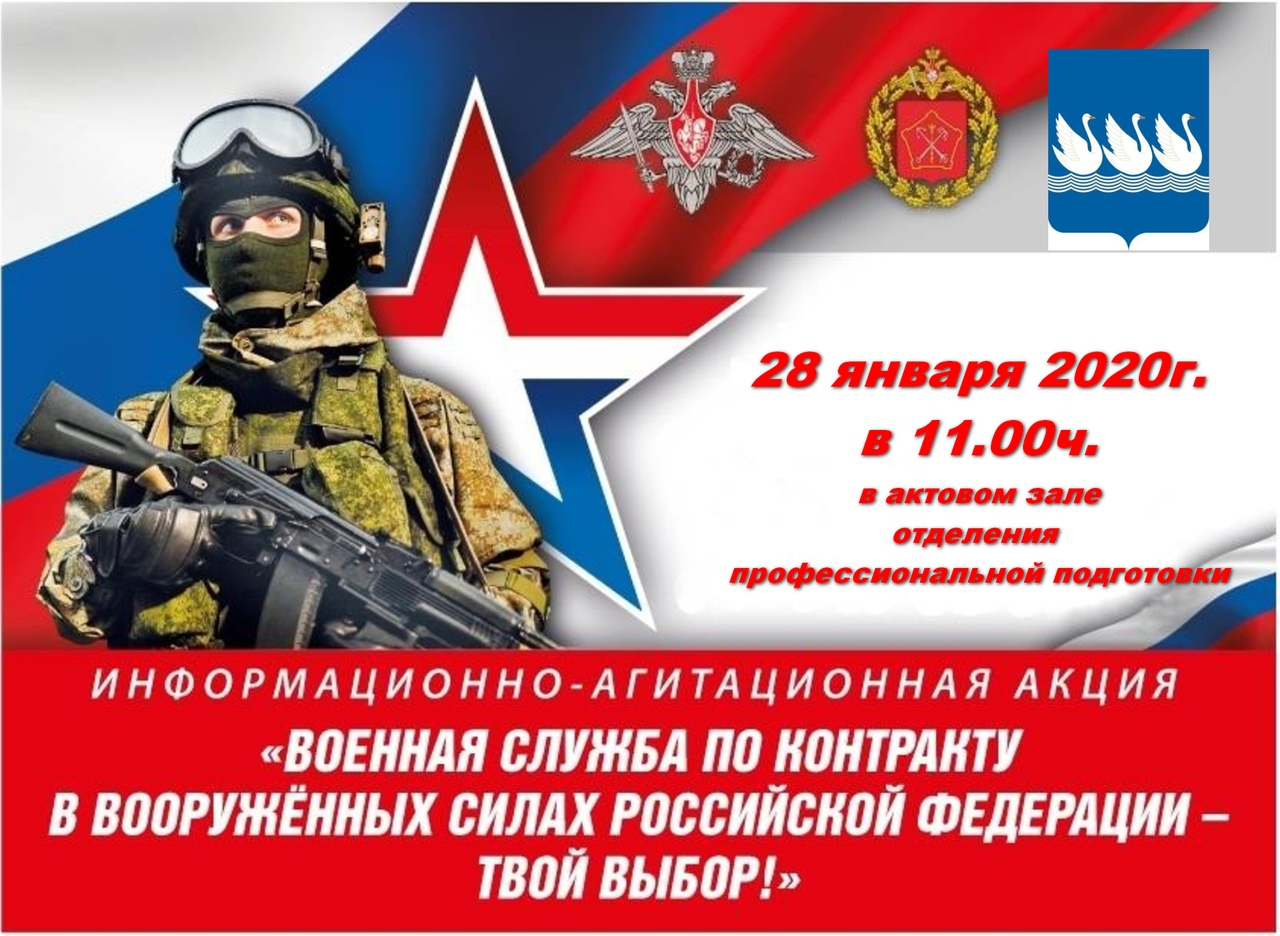 28 января 2020г.
в 11.00ч.
в актовом зале
отделения
профессиональной подготовки
ИНФОРМАЦИОННО-АГИТАЦИОННАЯ АКЦИЯ
«ВОЕННАЯ СЛУЖБА ПО КОНТРАКТУ
В ВООРУЖЁННЫХ СИЛАХ РОССИЙСКОЙ ФЕДЕРАЦИИ –
ТВОЙ ВЫБОР!»